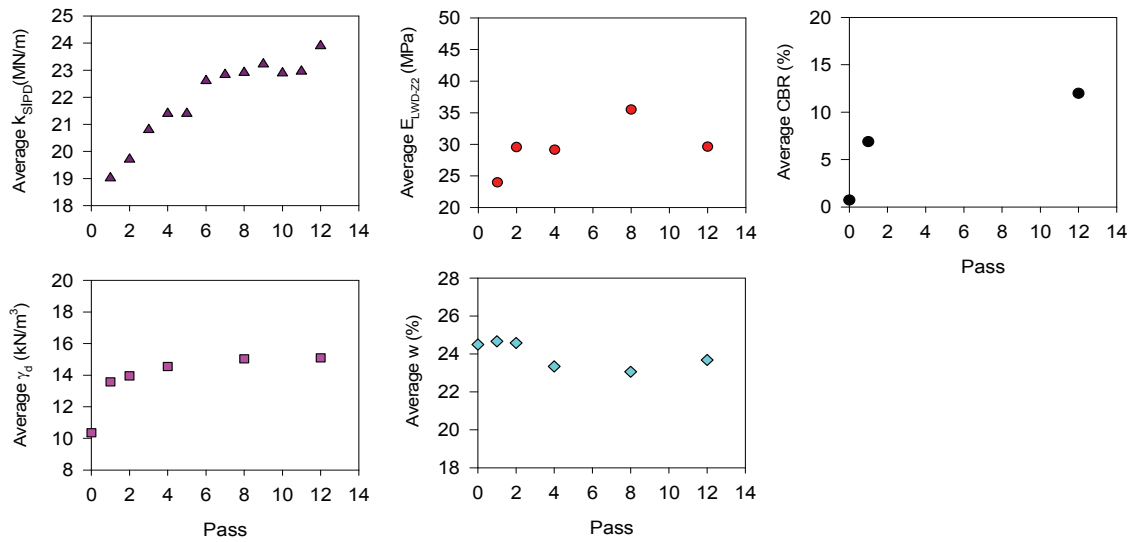 Average kSIPD(MN/m)
25
24
23
22
21
20
19
18
0 2 4 6 8 10 12 14
Average ELWD-Z2 (MPa)
50
45
40
35
30
25
20
0 2 4 6 8 10 12 14
Average CBR (%)
20
15
10
5
0
0 2 4 6 8 10 12 14
Pass
Average γd (kN/m3)
20
18
16
14
12
10
8
0 2 4 6 8 10 12 14
Pass
Average w (%)
28
26
24
22
20
18
0 2 4 6 8 10 12 14
Pass